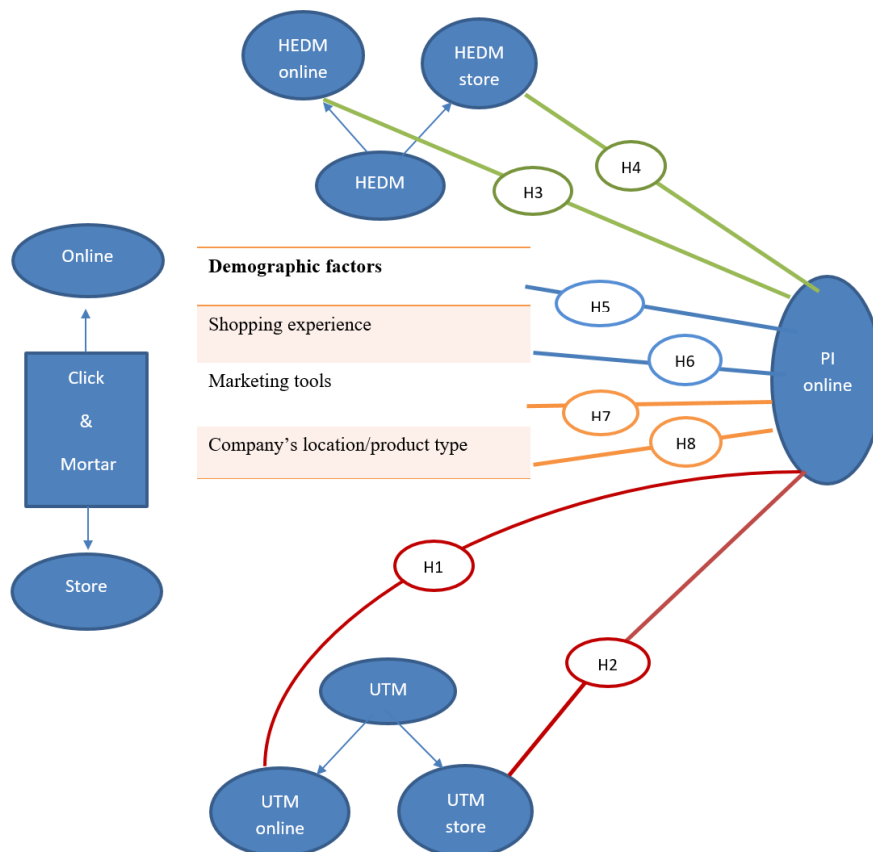 HEDM
online
HEDM
store
HEDM
H3
H4
Online
Click
&
Mortar
Store
Demographic factors
Shopping experience
Marketing tools
Company’s location/product type
H5
H6
H7
H8
PI
online
H1
H2
UTM
UTM
online
UTM
store